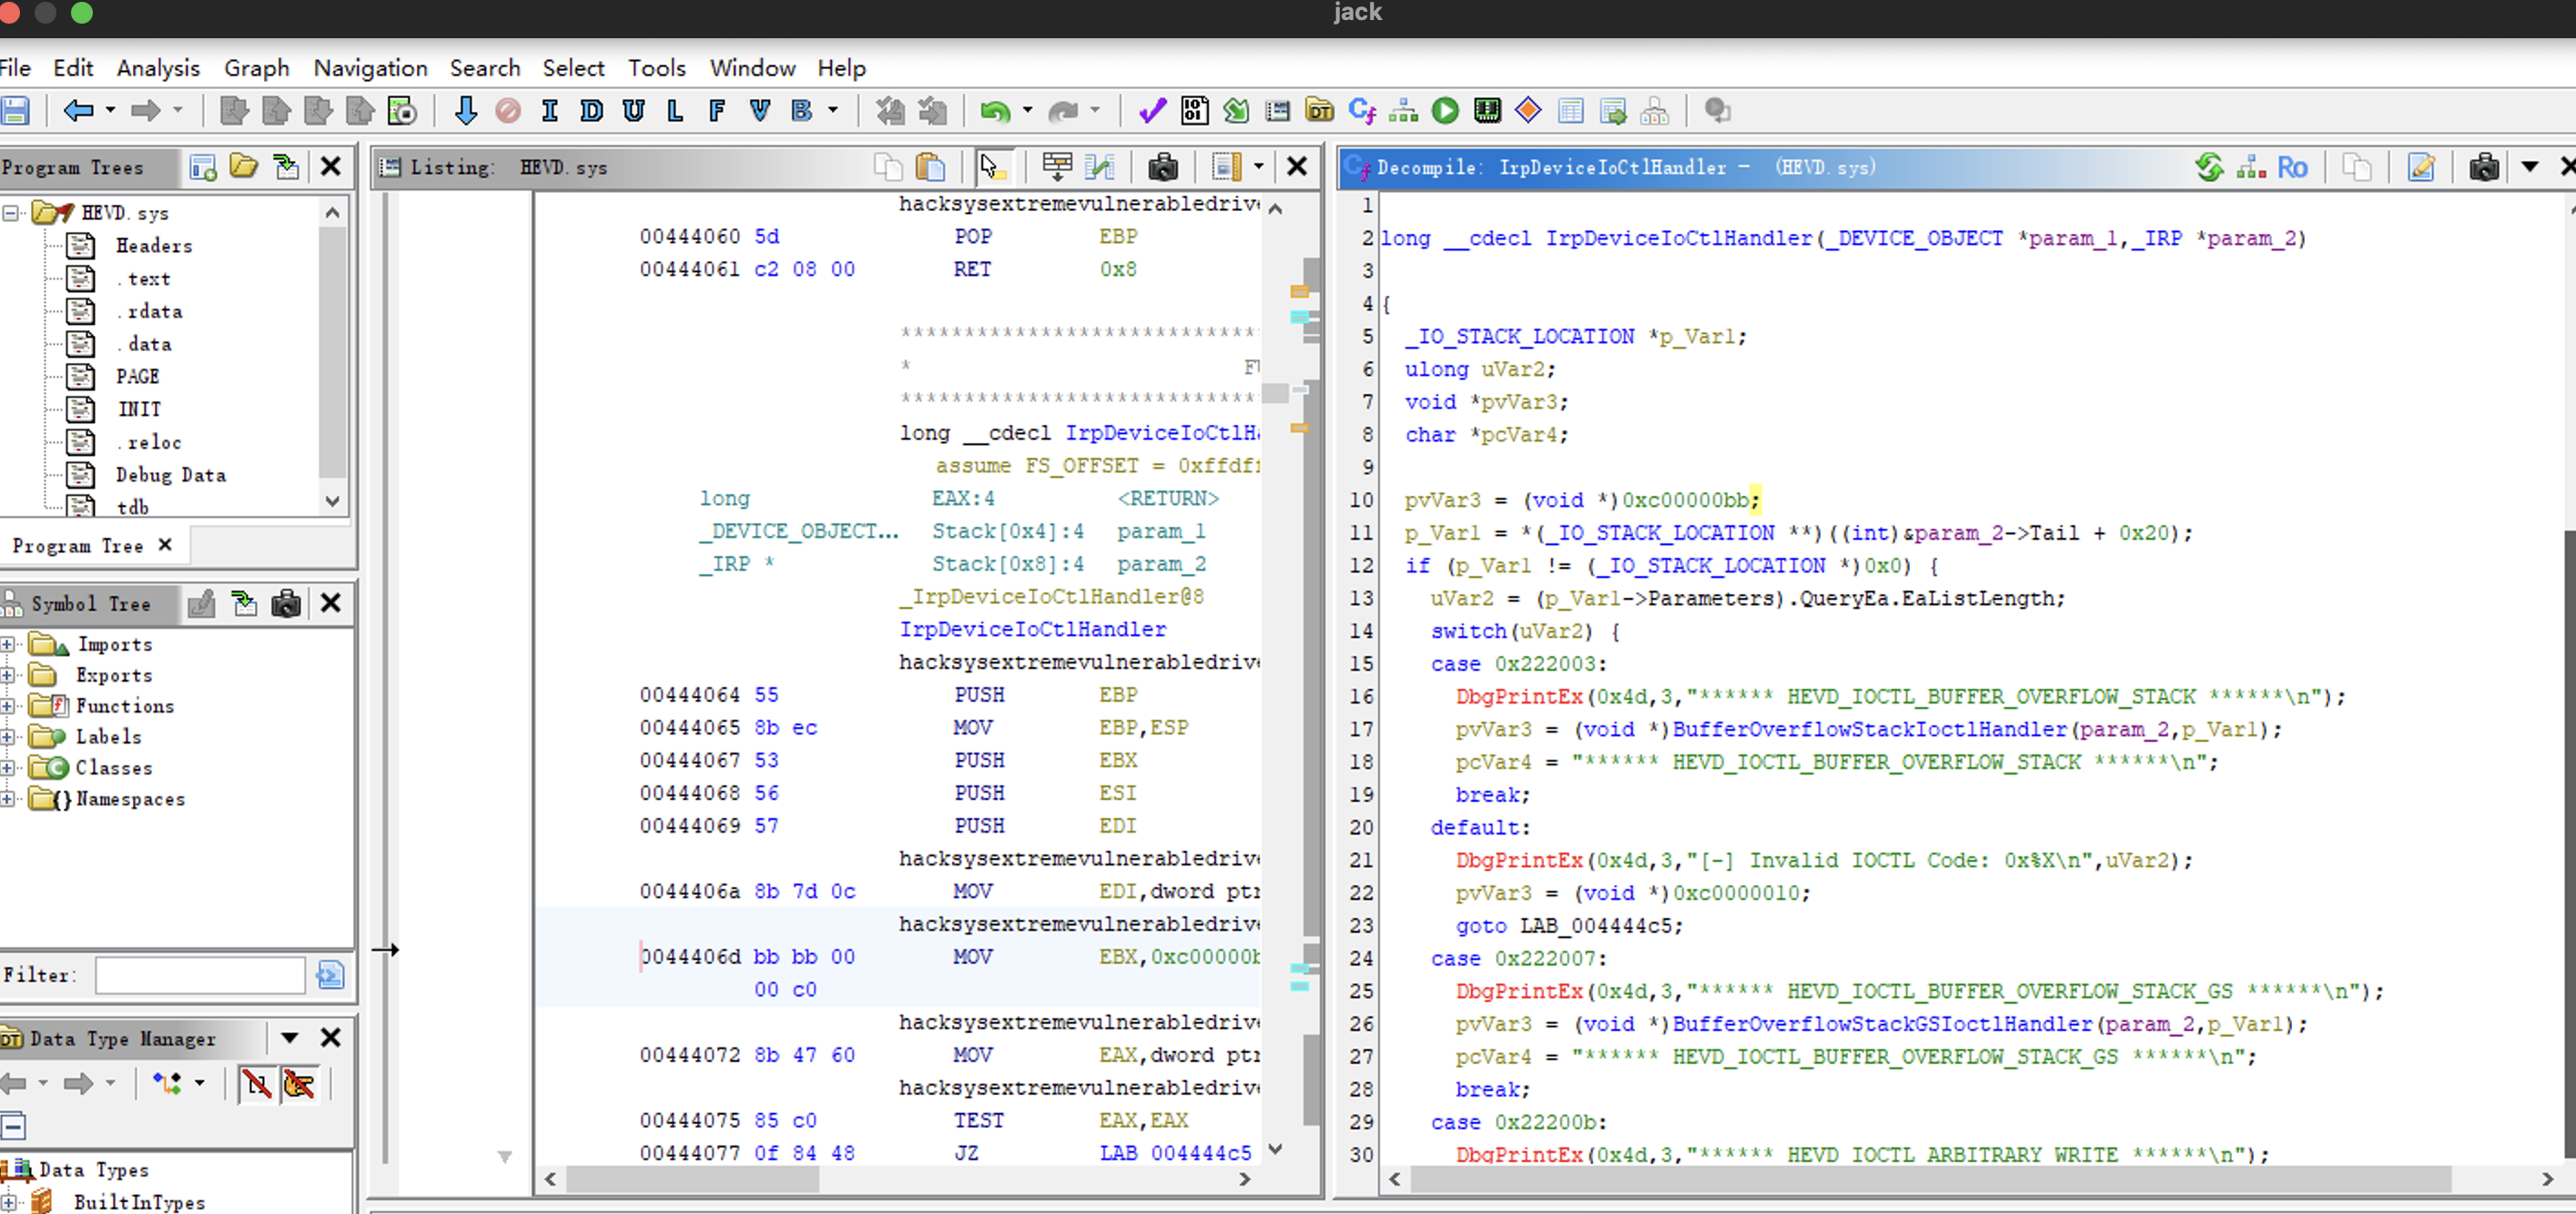 jack
File Edit Analysis Graph Navigation Search Select Tools Window Help
I D U L F V B
Program Trees
HEVD.sys
Headers
.text
.rdata
.data
PAGE
INIT
.reloc
Debug Data
tdb
Program Tree
Symbol Tree
Imports
Exports
Functions
Labels
Classes
Namespaces
Filter:
Data Type Manager
Data Types
BuiltInTypes
Listing: HEVD.sys
hacksysextremevulnerabledrive
00444060 5d POP EBP
00444061 c2 08 00 RET 0x8
****************************
* FU
****************************
long __cdecl IrpDeviceIoCtlHa
assume FS_OFFSET = 0xffdff
long EAX:4 <RETURN>
_DEVICE_OBJECT... Stack[0x4]:4 param_1
_IRP * Stack[0x8]:4 param_2
_IrpDeviceIoCtlHandler@8
IrpDeviceIoCtlHandler
hacksysextremevulnerabledrive
00444064 55 PUSH EBP
00444065 8b ec MOV EBP,ESP
00444067 53 PUSH EBX
00444068 56 PUSH ESI
00444069 57 PUSH EDI
hacksysextremevulnerabledrive
0044406a 8b 7d 0c MOV EDI,dword ptr
hacksysextremevulnerabledrive
0044406d bb bb 00 MOV EBX,0xc00000b
00 c0
hacksysextremevulnerabledrive
00444072 8b 47 60 MOV EAX,dword ptr
hacksysextremevulnerabledrive
00444075 85 c0 TEST EAX,EAX
00444077 0f 84 48 JZ LAB_004444c5
Decompile: IrpDeviceIoCtlHandler - (HEVD.sys)
Ro
1
2 long __cdecl IrpDeviceIoCtlHandler(_DEVICE_OBJECT *param_1,_IRP *param_2)
3
4 {
5 _IO_STACK_LOCATION *p_Var1;
6 ulong uVar2;
7 void *pvVar3;
8 char *pcVar4;
9
10 pvVar3 = (void *)0xc00000bb;
11 p_Var1 = *(_IO_STACK_LOCATION **)((int)&param_2->Tail + 0x20);
12 if (p_Var1 != (_IO_STACK_LOCATION *)0x0) {
13 uVar2 = (p_Var1->Parameters).QueryEa.EaListLength;
14 switch(uVar2) {
15 case 0x222003:
16 DbgPrintEx(0x4d,3,"****** HEVD_IOCTL_BUFFER_OVERFLOW_STACK ******\n");
17 pvVar3 = (void *)BufferOverflowStackIoctlHandler(param_2,p_Var1);
18 pcVar4 = "****** HEVD_IOCTL_BUFFER_OVERFLOW_STACK ******\n";
19 break;
20 default:
21 DbgPrintEx(0x4d,3,"[-] Invalid IOCTL Code: 0x%X\n",uVar2);
22 pvVar3 = (void *)0xc0000010;
23 goto LAB_004444c5;
24 case 0x222007:
25 DbgPrintEx(0x4d,3,"****** HEVD_IOCTL_BUFFER_OVERFLOW_STACK_GS ******\n");
26 pvVar3 = (void *)BufferOverflowStackGSIoctlHandler(param_2,p_Var1);
27 pcVar4 = "****** HEVD_IOCTL_BUFFER_OVERFLOW_STACK_GS ******\n";
28 break;
29 case 0x22200b:
30 DbgPrintEx(0x4d,3,"****** HEVD_IOCTL_ARBITRARY_WRITE ******\n");